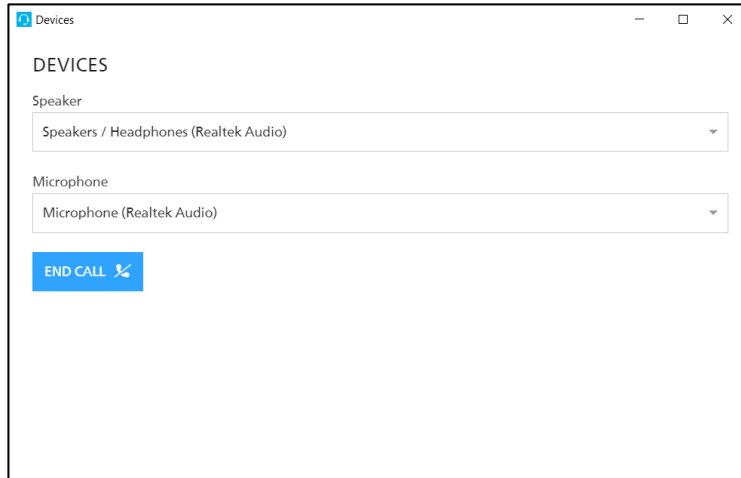 Devices
DEVICES
Speaker
Speakers / Headphones (Realtek Audio)
Microphone
Microphone (Realtek Audio)
END CALL